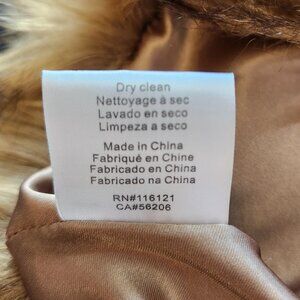 Dry clean
Nettoyage à sec
Lavado en seco
Limpeza a seco
Made in China
Fabriqué en Chine
Fabricado en China
Fabricado na China
RN#116121
CA#56206